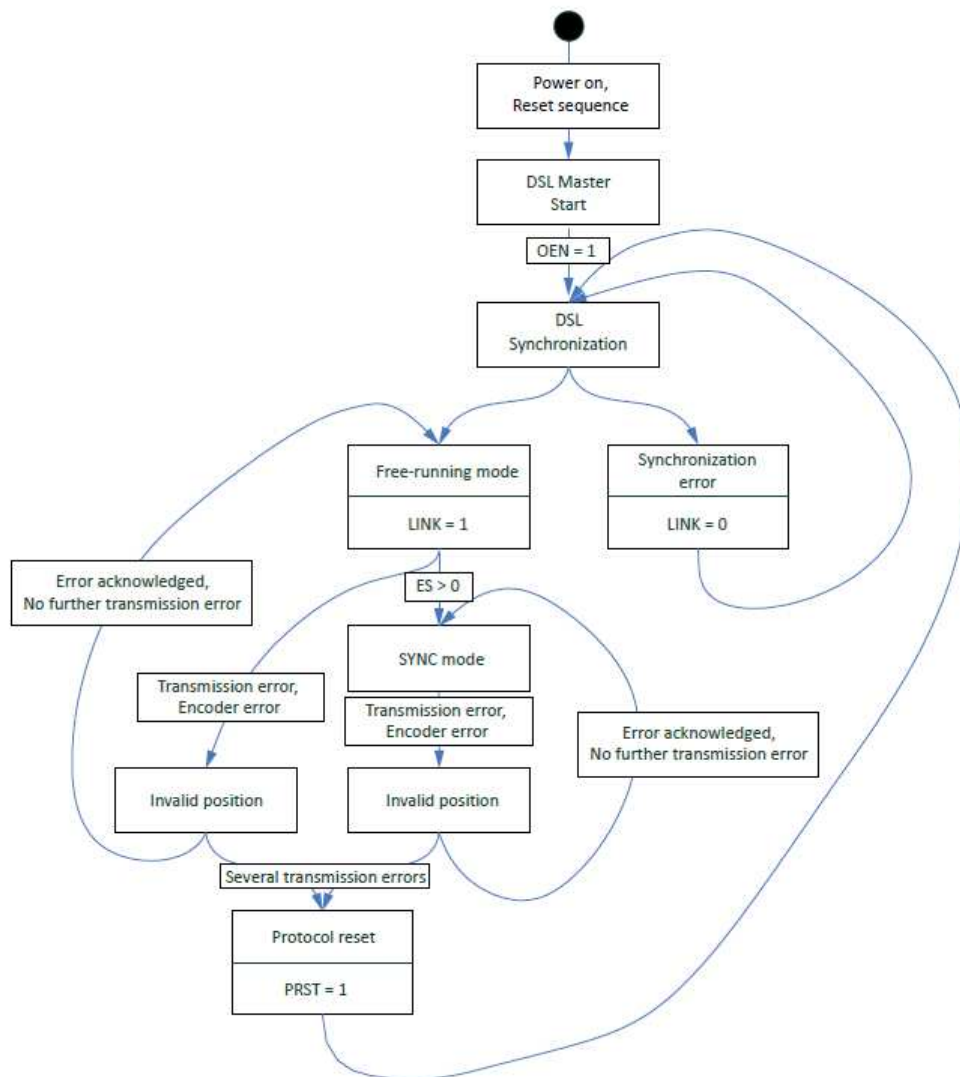 Power on,
Reset sequence
DSL Master
Start
OEN = 1
DSL
Synchronization
Free-running mode
LINK = 1
Synchronization
error
LINK = 0
Error acknowledged,
No further transmission error
ES > 0
SYNC mode
Transmission error,
Encoder error
Transmission error,
Encoder error
Error acknowledged,
No further transmission error
Invalid position
Invalid position
Several transmission errors
Protocol reset
PRST = 1